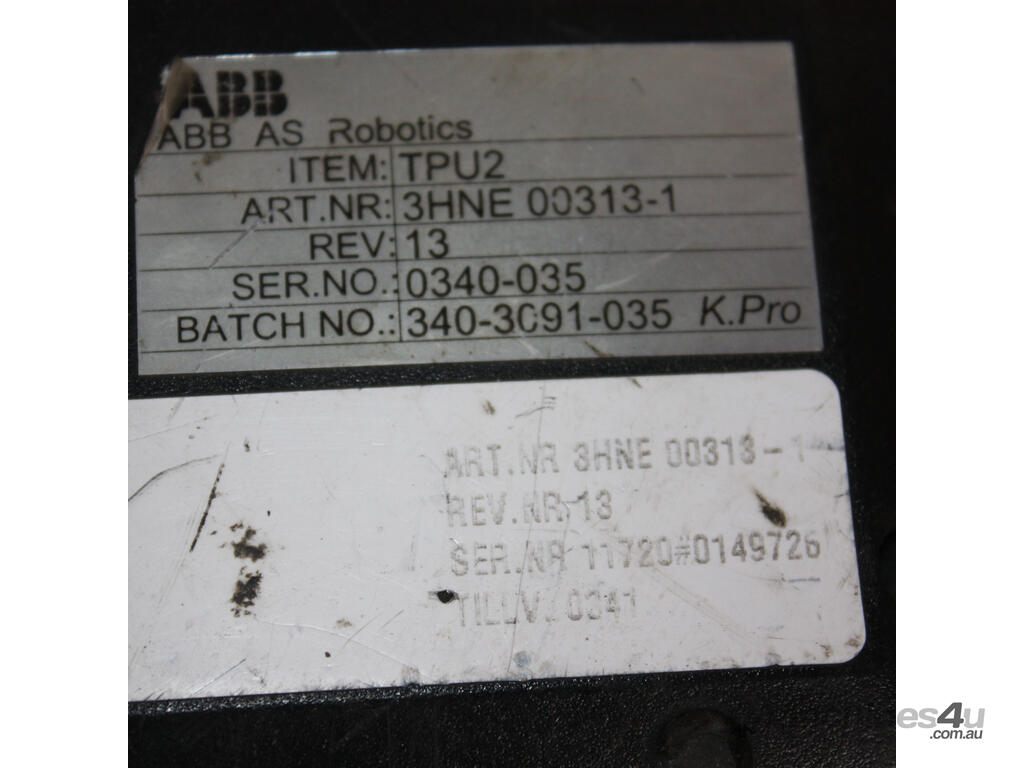 ABB
ABB AS Robotics
ITEM: TPU2
ART.NR: 3HNE 00313-1
REV: 13
SER.NO.: 0340-035
BATCH NO.: 340-3091-035 K.Pro
ART.NR 3HNE 00313-1
REV.NR 13
SER.NR 11720#0149726
TILLV. 0341
es4u
.com.au